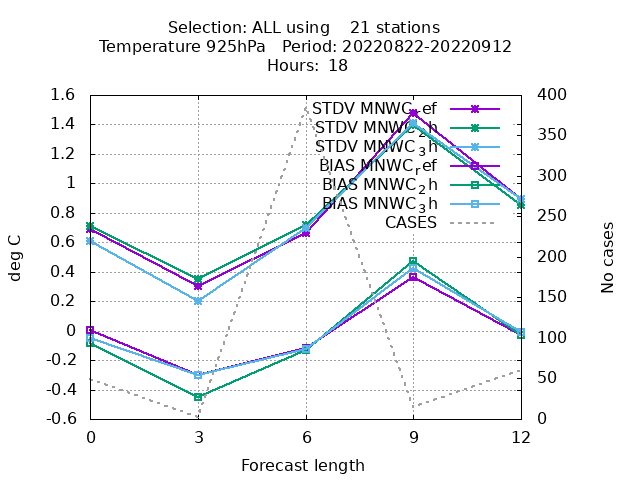 Selection: ALL using    21 stations
Temperature 925hPa   Period: 20220822-20220912
Hours:  18
1.6
1.4
1.2
1
0.8
0.6
0.4
0.2
0
-0.2
-0.4
-0.6
deg C
400
350
300
250
200
150
100
50
0
No cases
STDV MNWC_ref
STDV MNWC_2h
STDV MNWC_3h
BIAS MNWC_ref
BIAS MNWC_2h
BIAS MNWC_3h
CASES
0 3 6 9 12
Forecast length